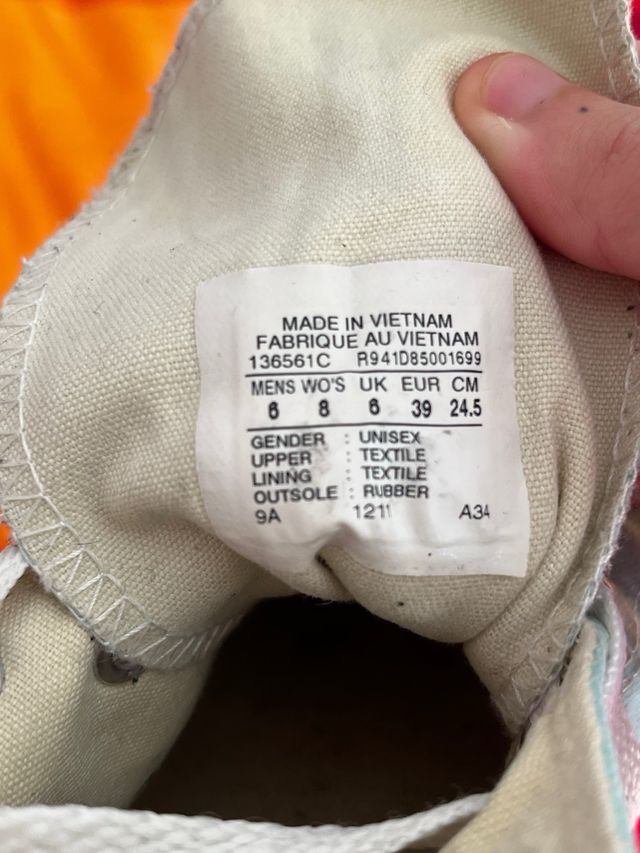 MADE IN VIETNAM
FABRIQUE AU VIETNAM
136561C R941D85001699
MENS WO'S UK EUR CM
6 8 6 39 24.5
GENDER : UNISEX
UPPER : TEXTILE
LINING : TEXTILE
OUTSOLE : RUBBER
9A 1211 A34